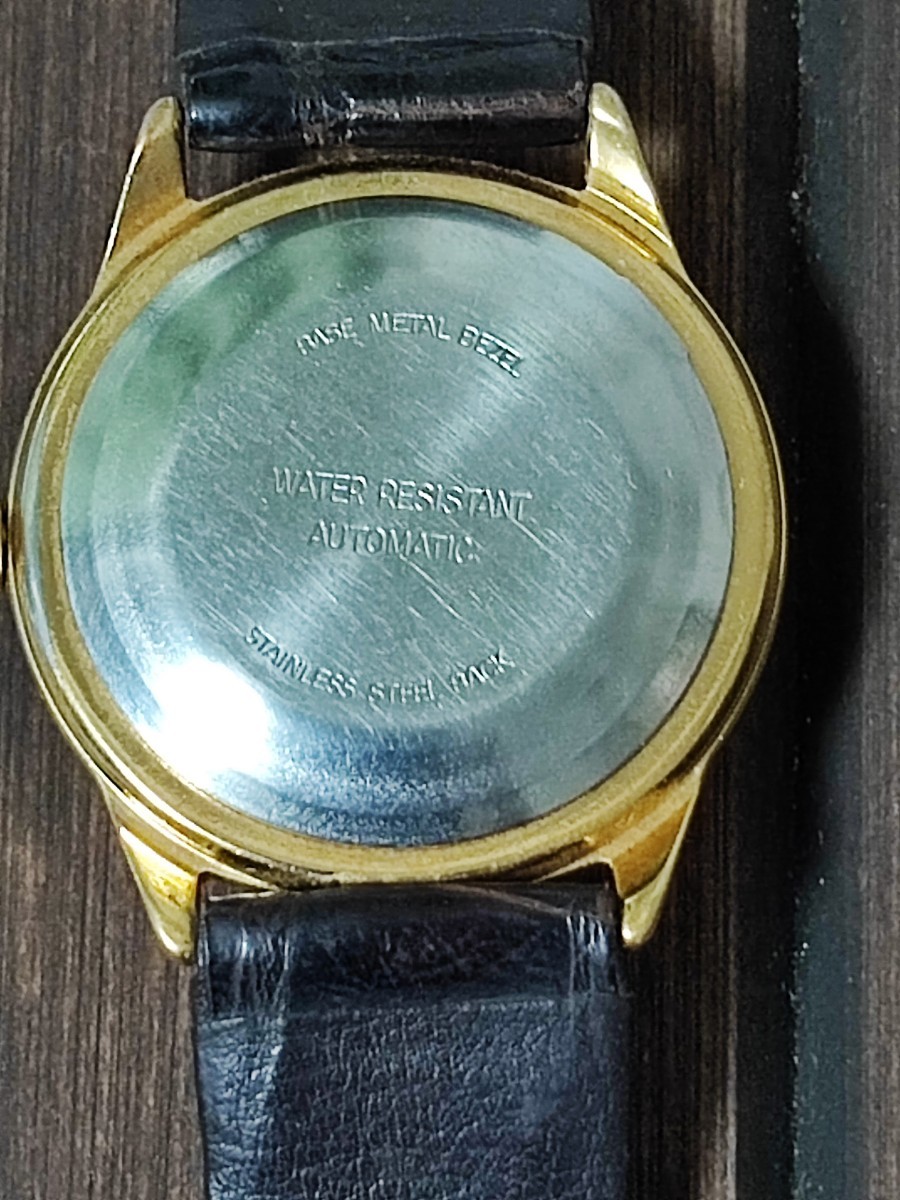 BASE METAL BEZEL
WATER RESISTANT
AUTOMATIC
STAINLESS STEEL BACK